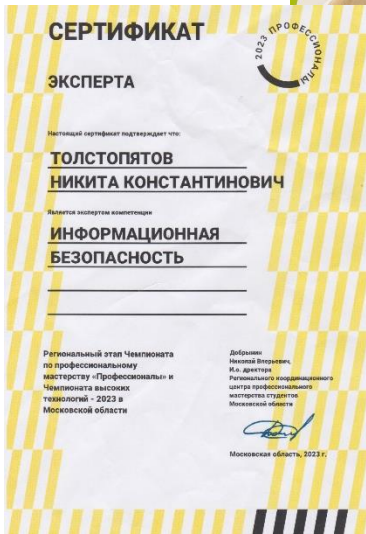 СЕРТИФИКАТ
2023 ПРОФЕССИОНАЛЫ
ЭКСПЕРТА
Настоящий сертификат подтверждает что:
ТОЛСТОПЯТОВ
НИКИТА КОНСТАНТИНОВИЧ
Является экспертом компетенции
ИНФОРМАЦИОННАЯ
БЕЗОПАСНОСТЬ
Региональный этап Чемпионата
по профессиональному
мастерству «Профессионалы» и
Чемпионата высоких
технологий - 2023 в
Московской области
Добрынин
Николай Валерьевич,
И.о. директора
Регионального координационного
центра профессионального
мастерства студентов
Московской области
Московская область, 2023 г.